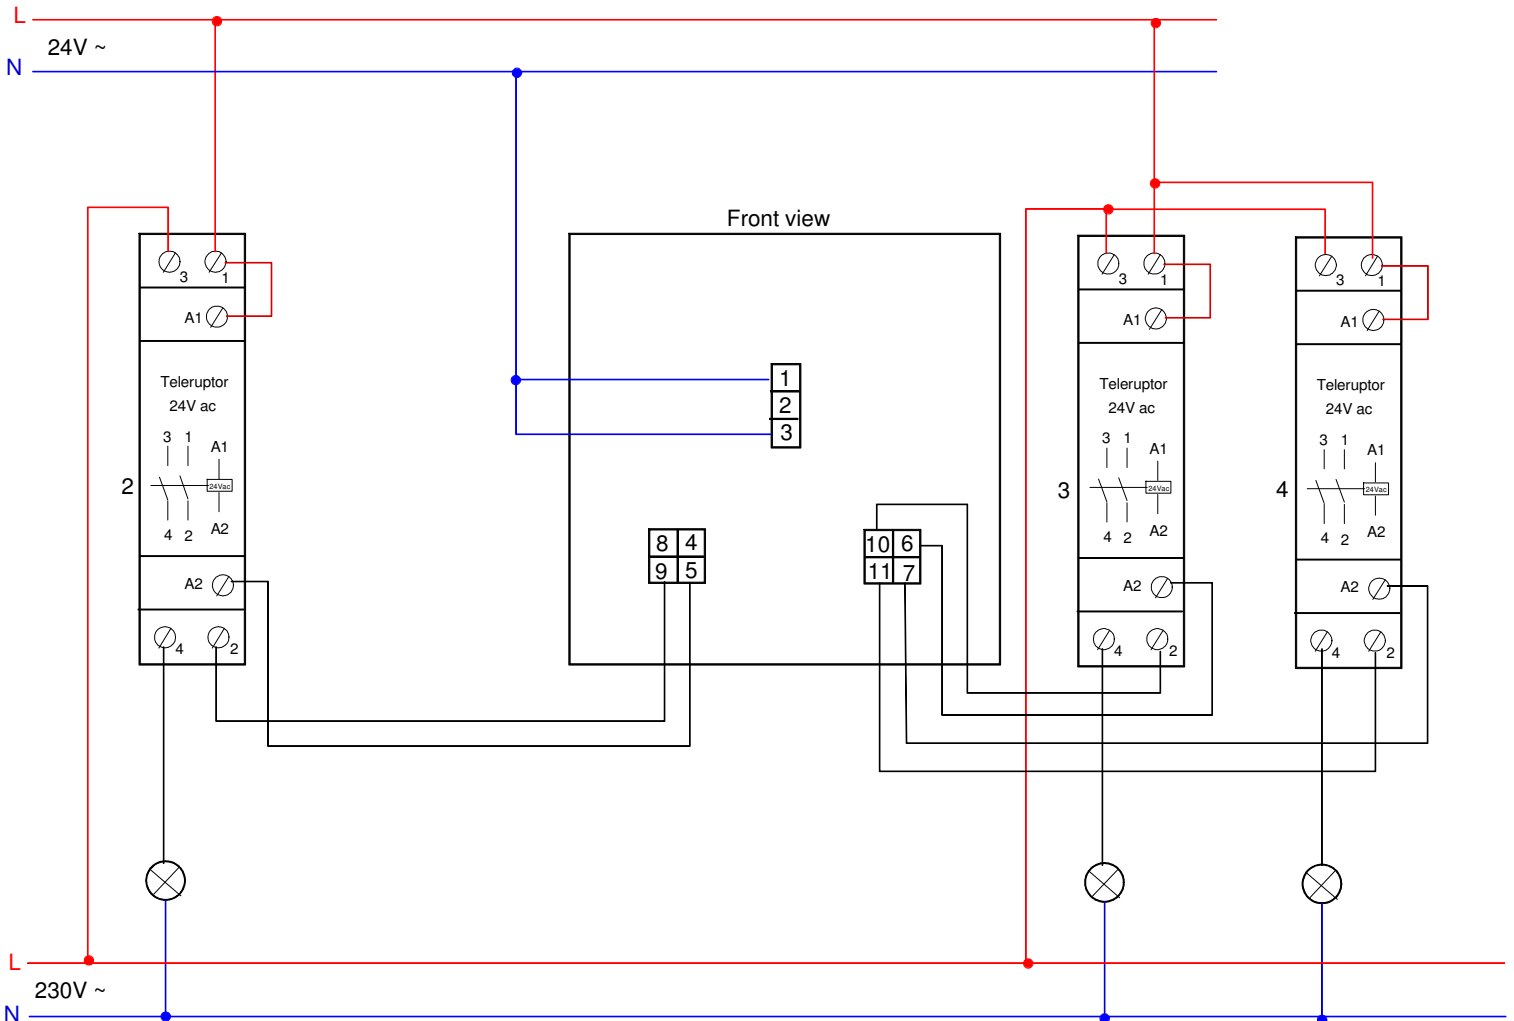 L
24V ~
N
Front view
3 1
A1
Teleruptor
24V ac
3 1
A1
24Vac
4 2
A2
2
A2
4 2
1
2
3
8 4
9 5
10 6
11 7
3 1
A1
Teleruptor
24V ac
3 1
A1
24Vac
4 2
A2
3
A2
4 2
3 1
A1
Teleruptor
24V ac
3 1
A1
24Vac
4 2
A2
4
A2
4 2
L
230V ~
N